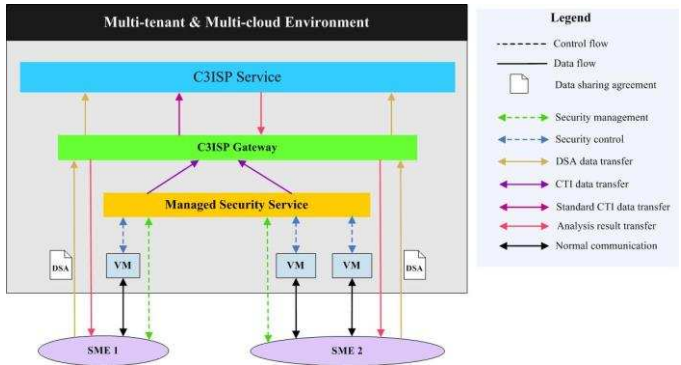 Multi-tenant & Multi-cloud Environment
C3ISP Service
C3ISP Gateway
Managed Security Service
DSA
VM
VM
VM
DSA
SME 1
SME 2
Legend
Control flow
Data flow
Data sharing agreement
Security management
Security control
DSA data transfer
CTI data transfer
Standard CTI data transfer
Analysis result transfer
Normal communication